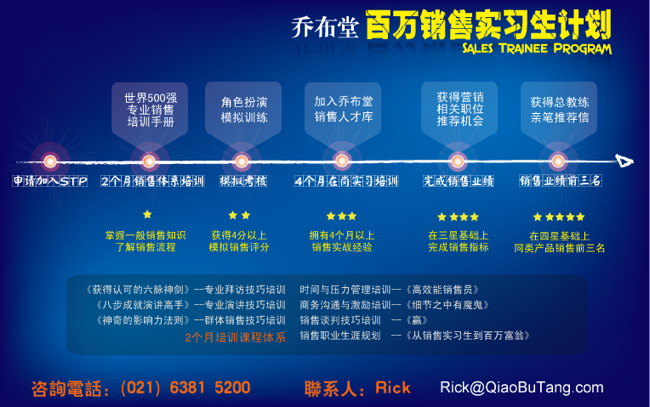 乔布堂 百万销售实习生计划
SALES TRAINEE PROGRAM
世界500强
专业销售
培训手册
角色扮演
模拟训练
加入乔布堂
销售人才库
获得营销
相关职位
推荐机会
获得总教练
亲笔推荐信
申请加入STP
2个月销售体系培训
模拟考核
4个月在岗实习培训
完成销售业绩
销售业绩前三名
★
★★
★★★
★★★★
★★★★★
掌握一般销售知识
了解销售流程
获得4分以上
模拟销售评分
拥有4个月以上
销售实战经验
在三星基础上
完成销售指标
在四星基础上
同类产品销售前三名
《获得认可的六脉神剑》--专业拜访技巧培训
《八步成就演讲高手》--专业演讲技巧培训
《神奇的影响力法则》--群体销售技巧培训
2个月培训课程体系
时间与压力管理培训--《高效能销售员》
商务沟通与激励培训--《细节之中有魔鬼》
销售谈判技巧培训 --《赢》
销售职业生涯规划 --《从销售实习生到百万富翁》
咨詢電話：(021) 6381 5200
聯系人：Rick
Rick@QiaoBuTang.com